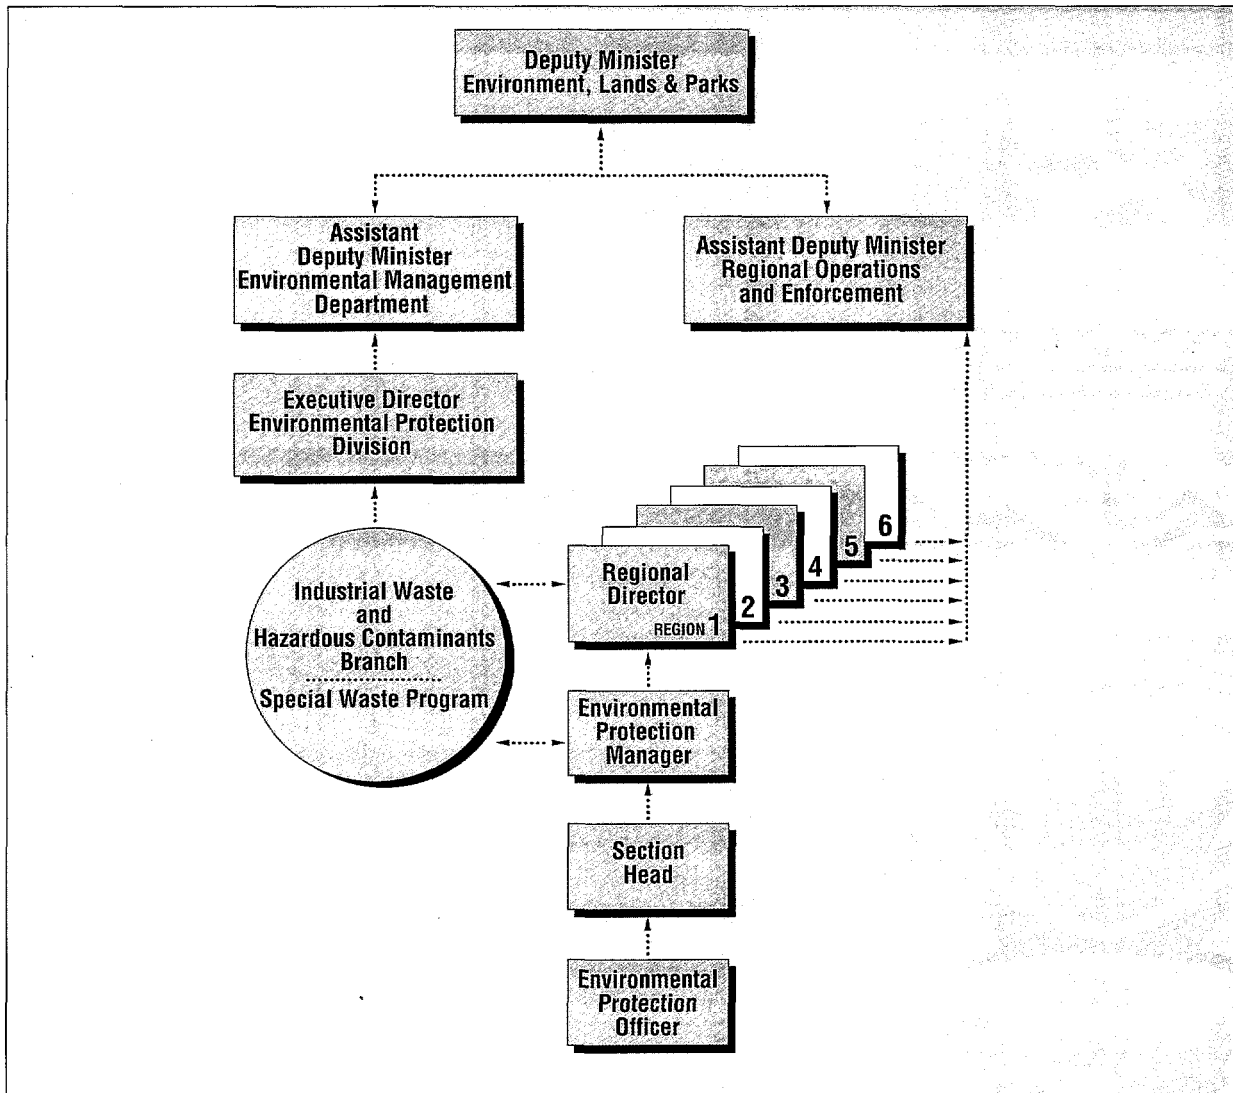 Deputy Minister
Environment, Lands & Parks
Assistant
Deputy Minister
Environmental Management
Department
Assistant Deputy Minister
Regional Operations
and Enforcement
Executive Director
Environmental Protection
Division
Industrial Waste
and
Hazardous Contaminants
Branch
Special Waste Program
Regional
Director
REGION 1
2
3
4
5
6
Environmental
Protection
Manager
Section
Head
Environmental
Protection
Officer